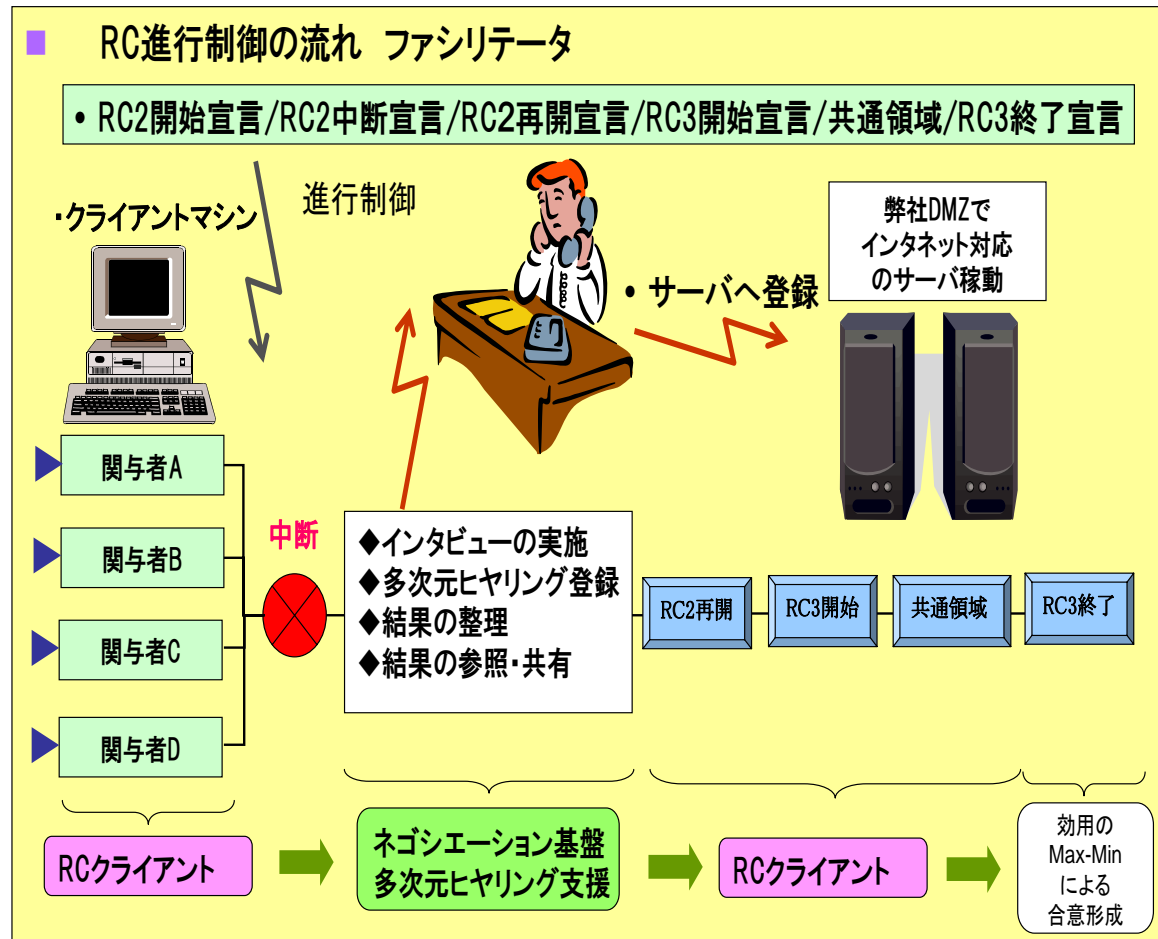 RC進行制御の流れ ファシリテータ
• RC2開始宣言/RC2中断宣言/RC2再開宣言/RC3開始宣言/共通領域/RC3終了宣言
進行制御
・クライアントマシン
弊社DMZで
インタネット対応
のサーバ稼動
• サーバへ登録
関与者A
関与者B
関与者C
関与者D
中断
◆インタビューの実施
◆多次元ヒヤリング登録
◆結果の整理
◆結果の参照・共有
RC2再開
RC3開始
共通領域
RC3終了
RCクライアント
ネゴシエーション基盤
多次元ヒヤリング支援
RCクライアント
効用の
Max-Min
による
合意形成